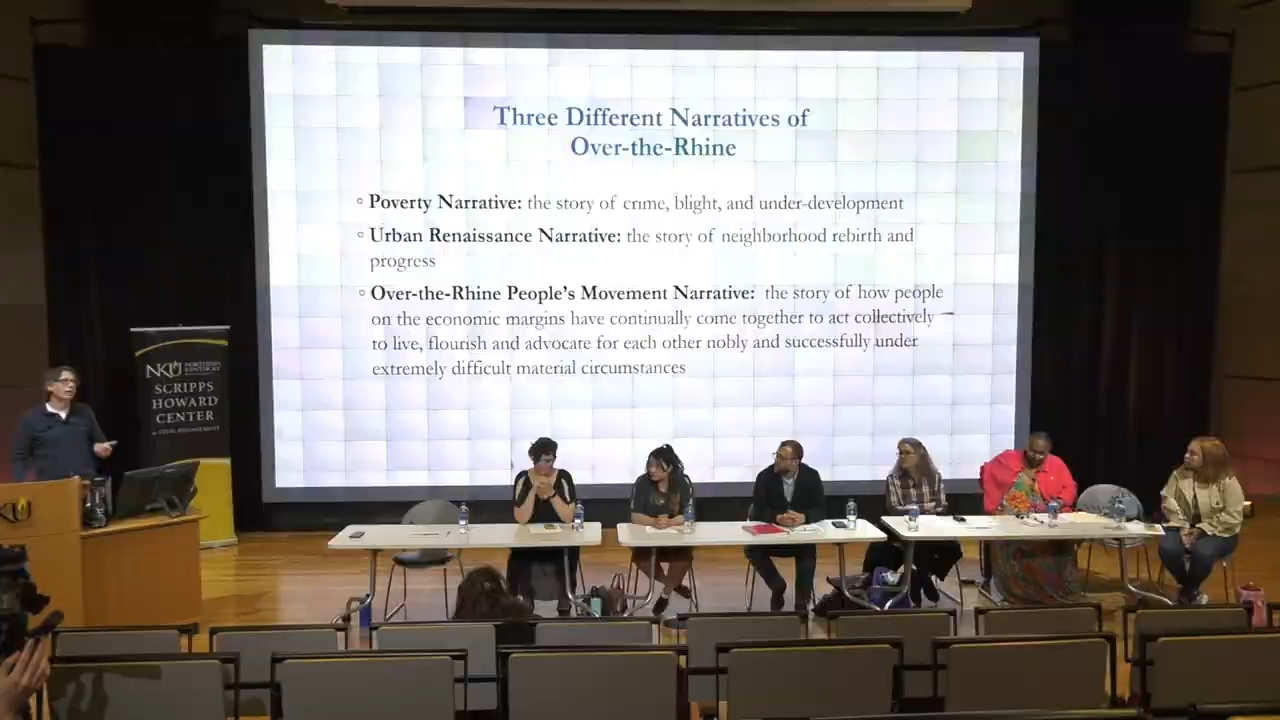 Three Different Narratives of
Over-the-Rhine
◦ Poverty Narrative: the story of crime, blight, and under-development
◦ Urban Renaissance Narrative: the story of neighborhood rebirth and
progress
◦ Over-the-Rhine People's Movement Narrative: the story of how people
on the economic margins have continually come together to act collectively
to live, flourish and advocate for each other nobly and successfully under
extremely difficult material circumstances
NKU NORTHERN
KENTUCKY
SCRIPPS
HOWARD
CENTER
KU